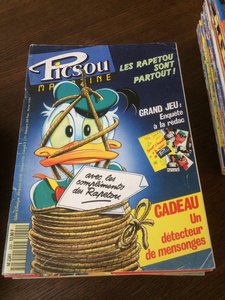 Picsou
MAGAZINE
LES RAPETOU
SONT
PARTOUT !
GRAND JEU :
Enquête
à la rédac
avec les
compliments
des Rapetou
CADEAU
Un
détecteur
de mensonges